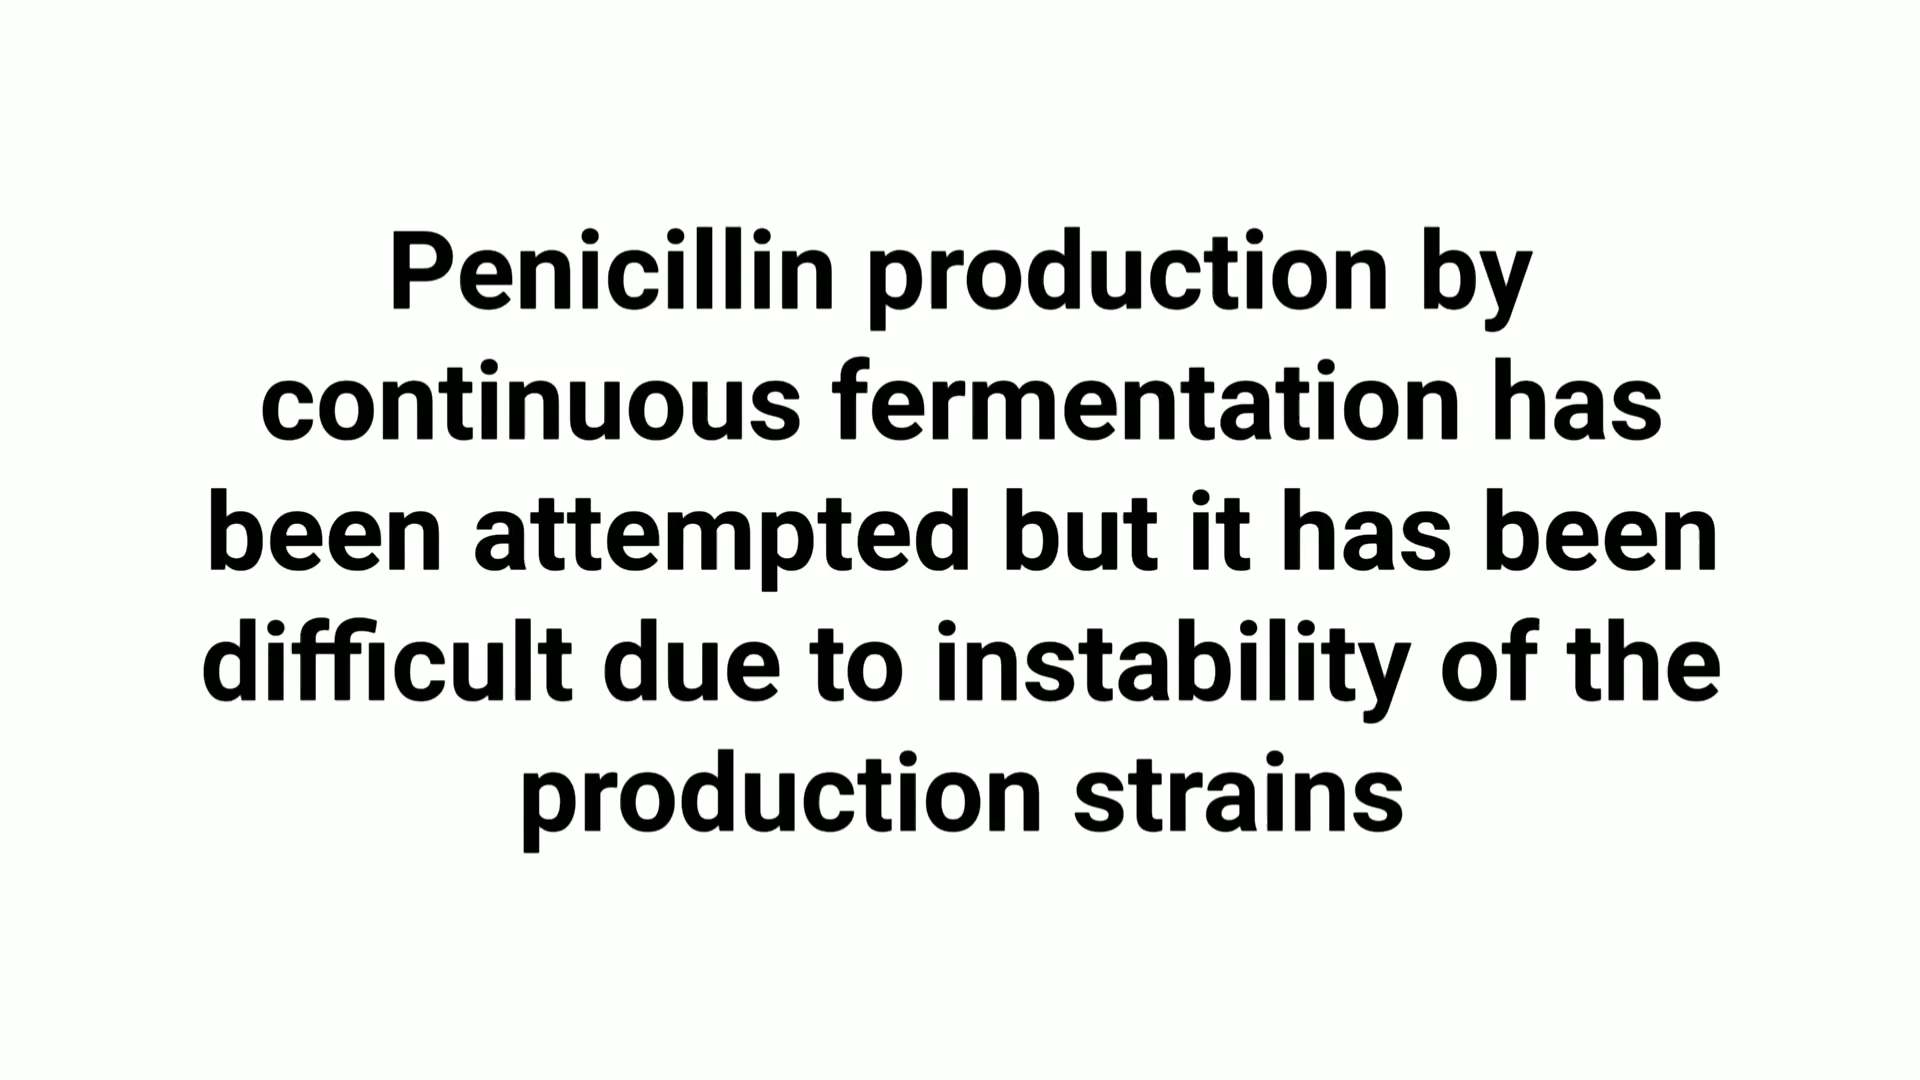 Penicillin production by
continuous fermentation has
been attempted but it has been
difficult due to instability of the
production strains